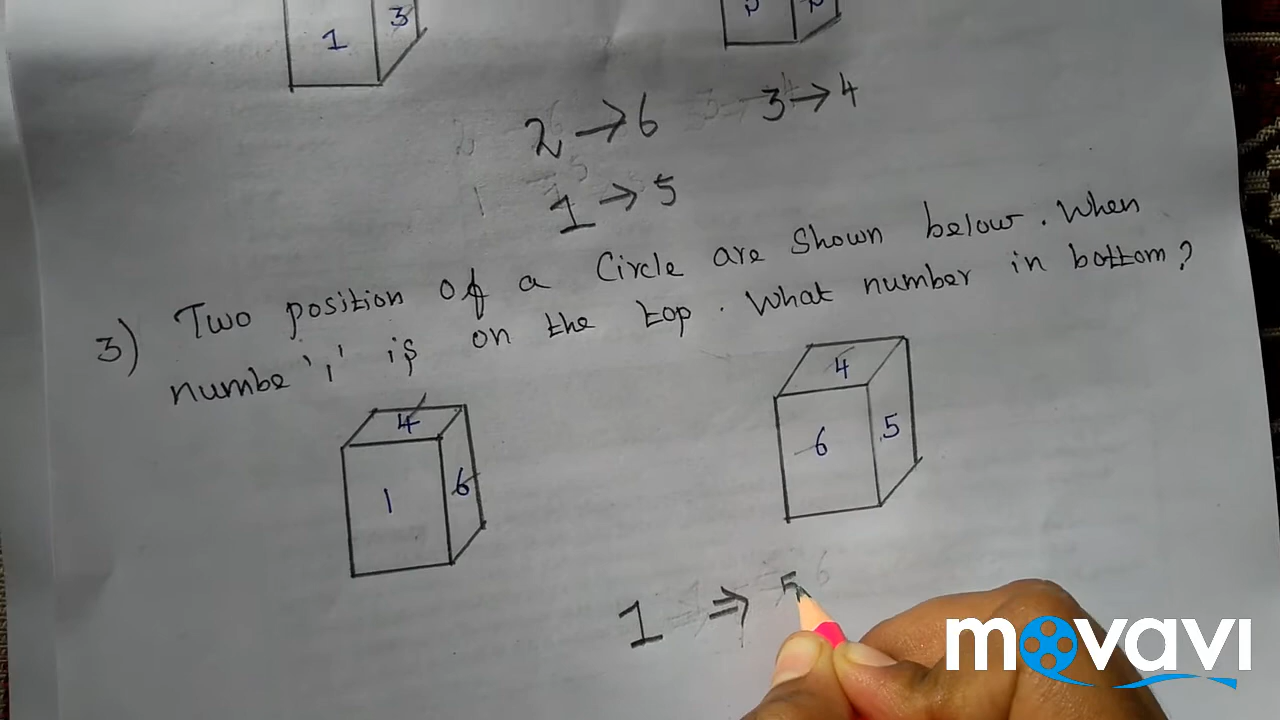 1 3
2 → 6 3 → 4
1 → 5
3) Two position of a Circle are shown below. When
numbe '1' is on the top. What number in bottom?
4 4
1 6 6 5
1 ⇒ 5
movavi